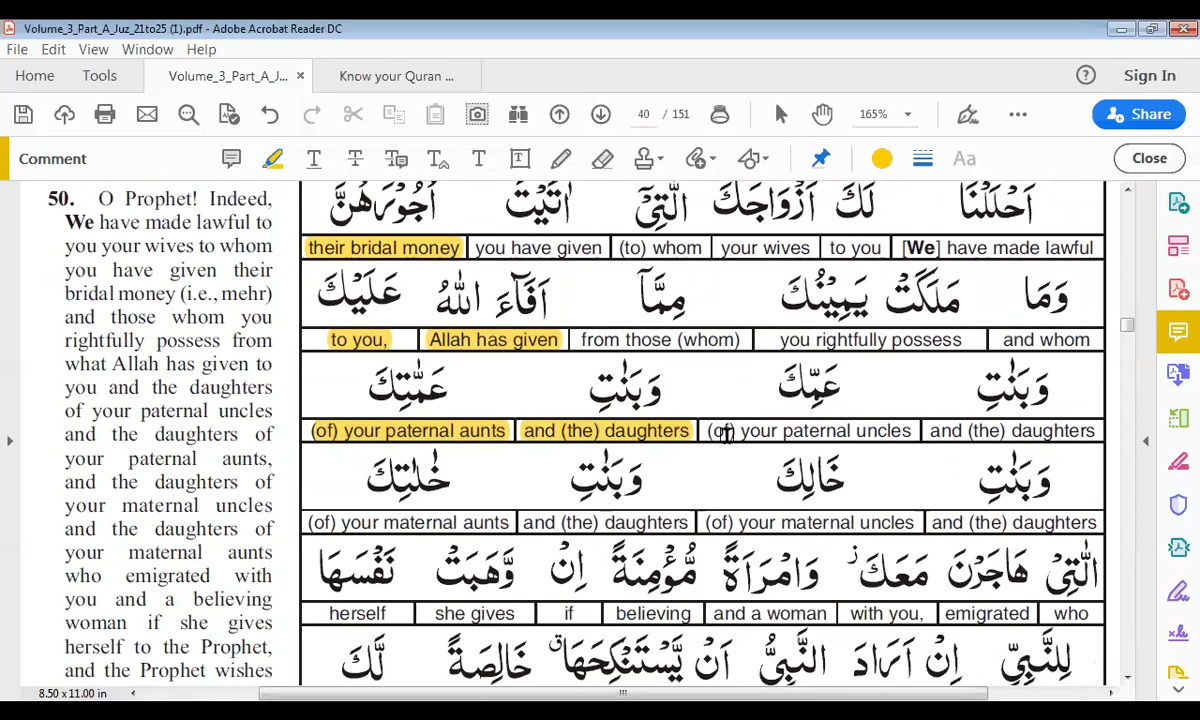 Volume_3_Part_A_Juz_21to25 (1).pdf - Adobe Acrobat Reader DC
File Edit View Window Help
Home Tools Volume_3_Part_A_J... × Know your Quran ... Sign In
40 / 151 165% Share
Comment Close
50. O Prophet! Indeed,
We have made lawful to
you your wives to whom
you have given their
bridal money (i.e., mehr)
and those whom you
rightfully possess from
what Allah has given to
you and the daughters
of your paternal uncles
and the daughters of
your paternal aunts,
and the daughters of
your maternal uncles
and the daughters of
your maternal aunts
who emigrated with
you and a believing
woman if she gives
herself to the Prophet,
and the Prophet wishes
اَحْلَلْنَا لَكَ اَزْوَاجَكَ الّٰتِيْۤ اٰتَيْتَ اُجُوْرَهُنَّ
their bridal money you have given (to) whom your wives to you [We] have made lawful
وَمَا مَلَكَتْ يَمِيْنُكَ مِمَّاۤ اَفَآءَ اللّٰهُ عَلَيْكَ
to you, Allah has given from those (whom) you rightfully possess and whom
وَبَنٰتِ عَمِّكَ وَبَنٰتِ عَمّٰتِكَ
(of) your paternal aunts and (the) daughters (of) your paternal uncles and (the) daughters
وَبَنٰتِ خَالِكَ وَبَنٰتِ خٰلٰتِكَ
(of) your maternal aunts and (the) daughters (of) your maternal uncles and (the) daughters
الّٰتِيْ هَاجَرْنَ مَعَكَ ز وَامْرَاَةً مُّؤْمِنَةً اِنْ وَّهَبَتْ نَفْسَهَا
herself she gives if believing and a woman with you, emigrated who
لِلنَّبِيِّ اِنْ اَرَادَ النَّبِيُّ اَنْ يَّسْتَنْكِحَهَا ق خَالِصَةً لَّكَ
8.50 x 11.00 in